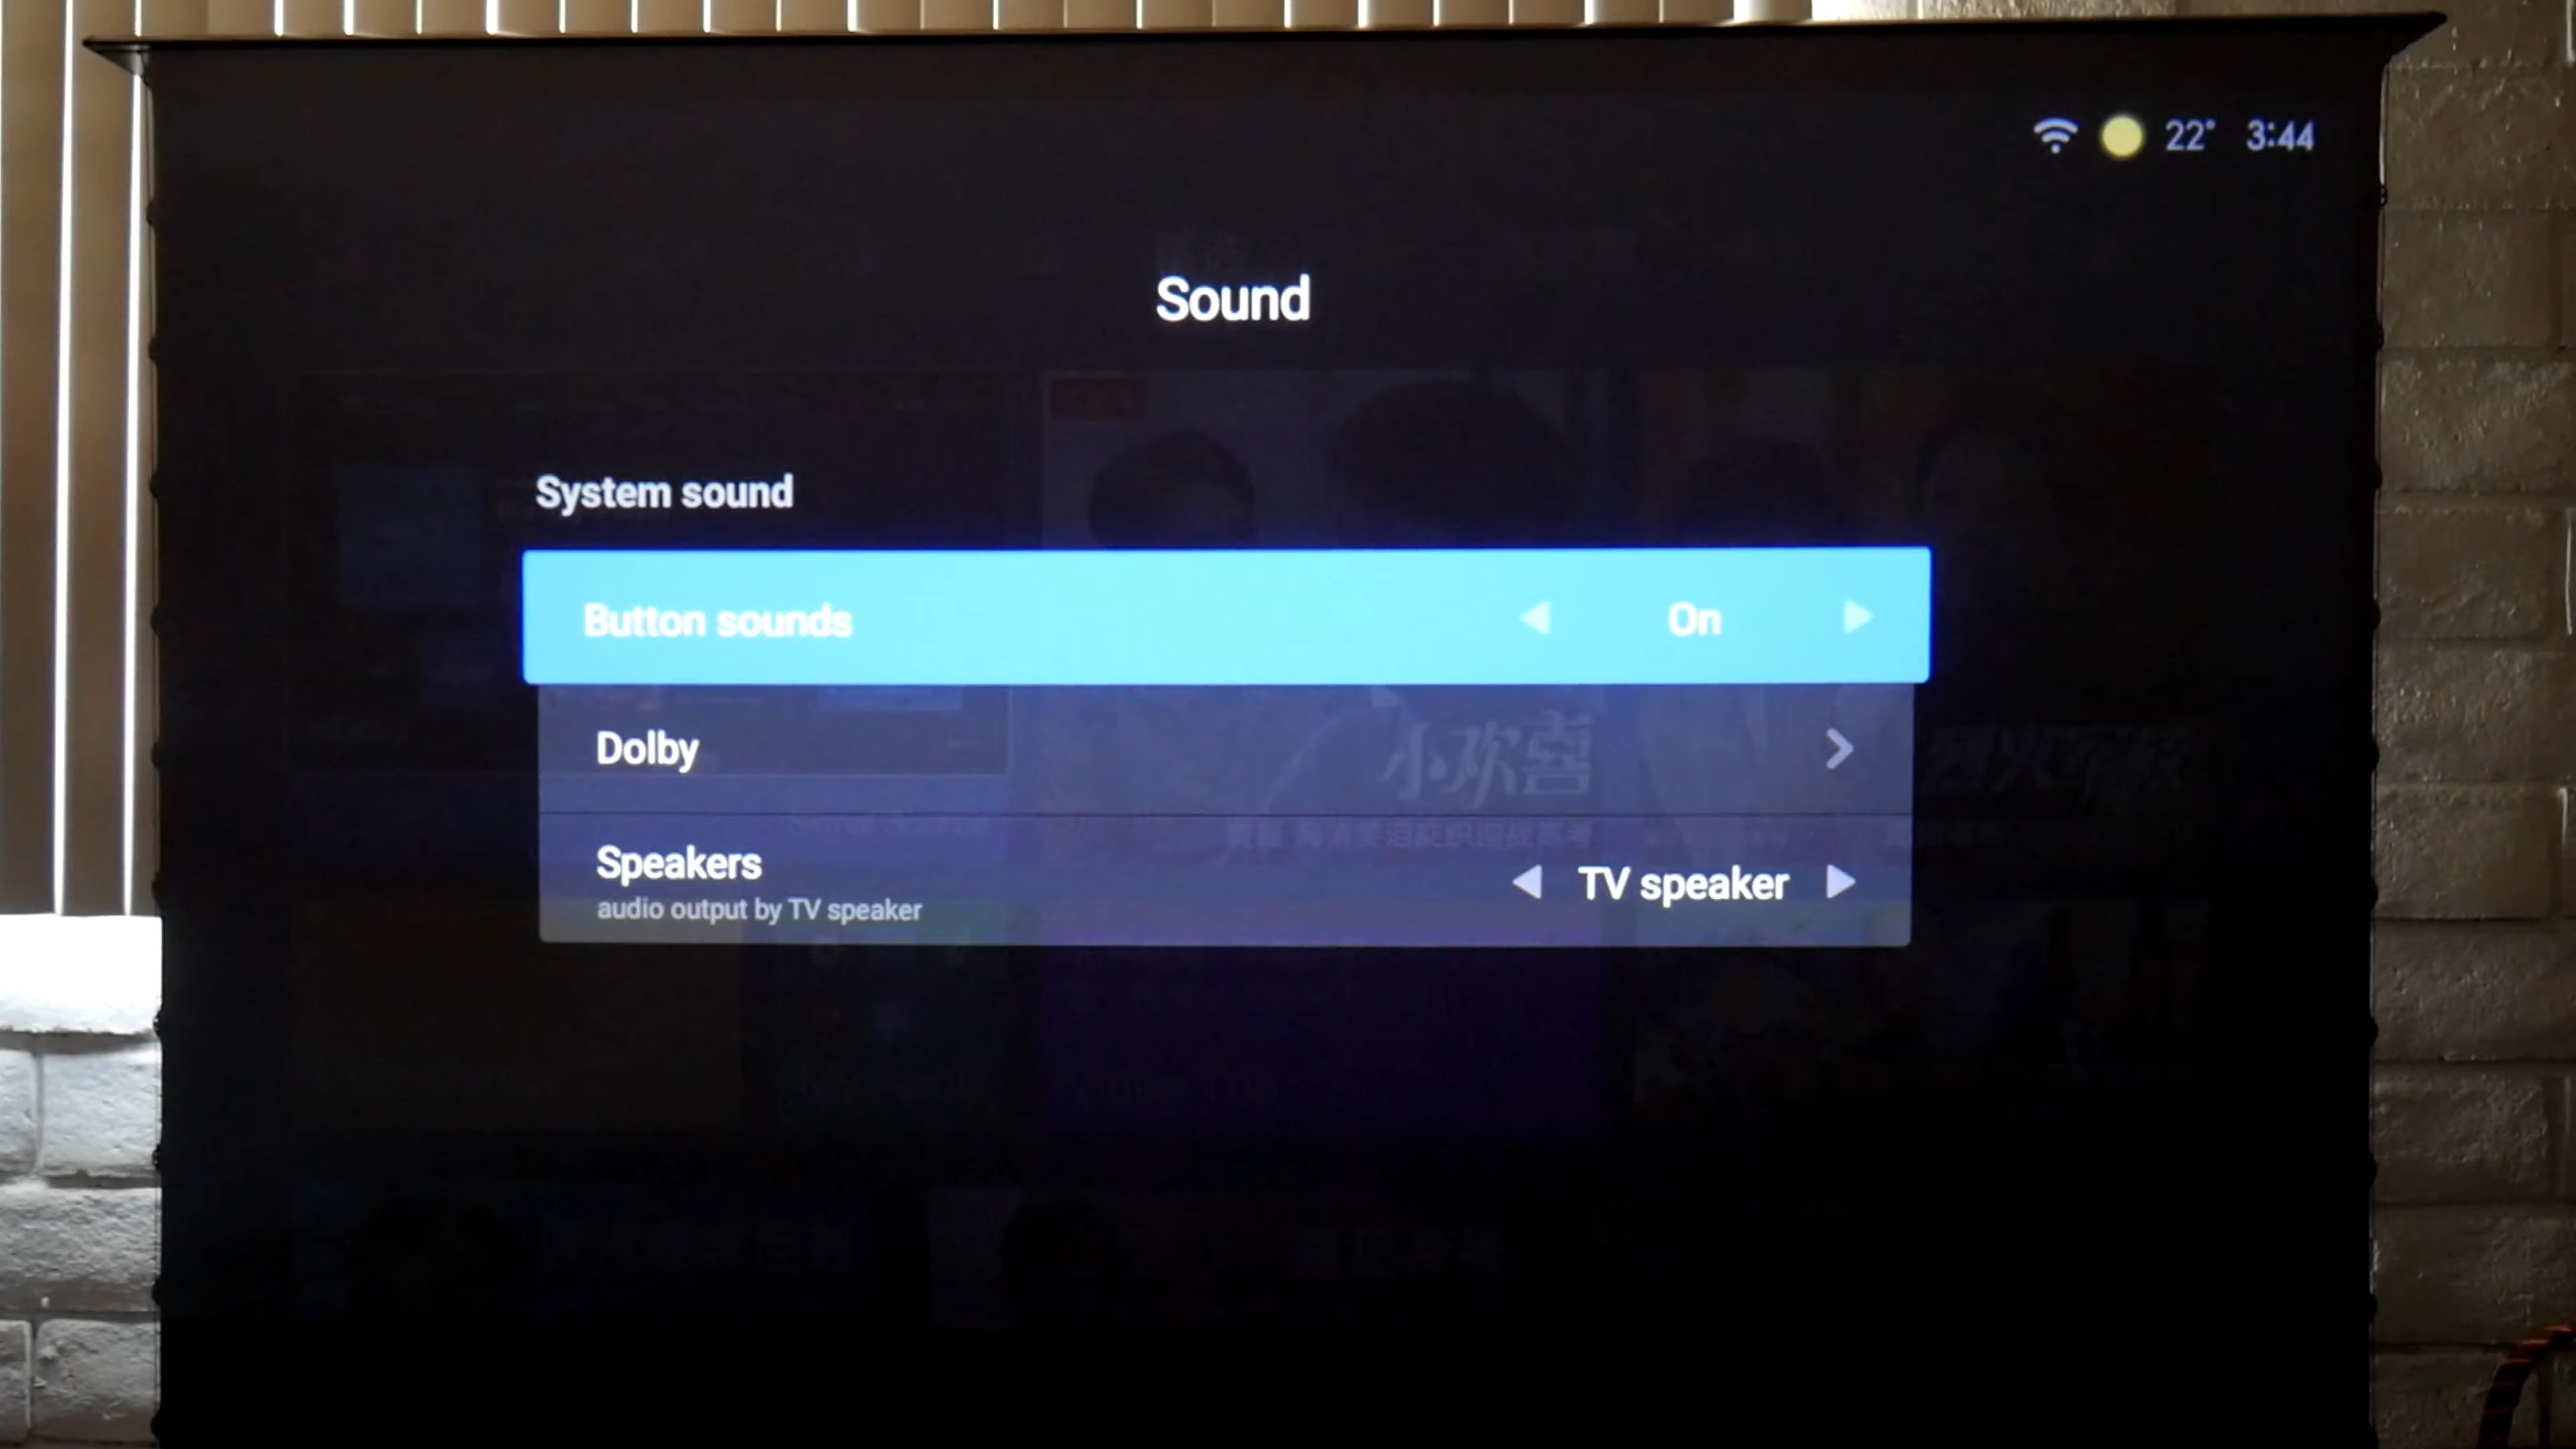 22° 3:44
Sound
System sound
Button sounds On
Dolby
小欢喜
Speakers
TV speaker
audio output by TV speaker